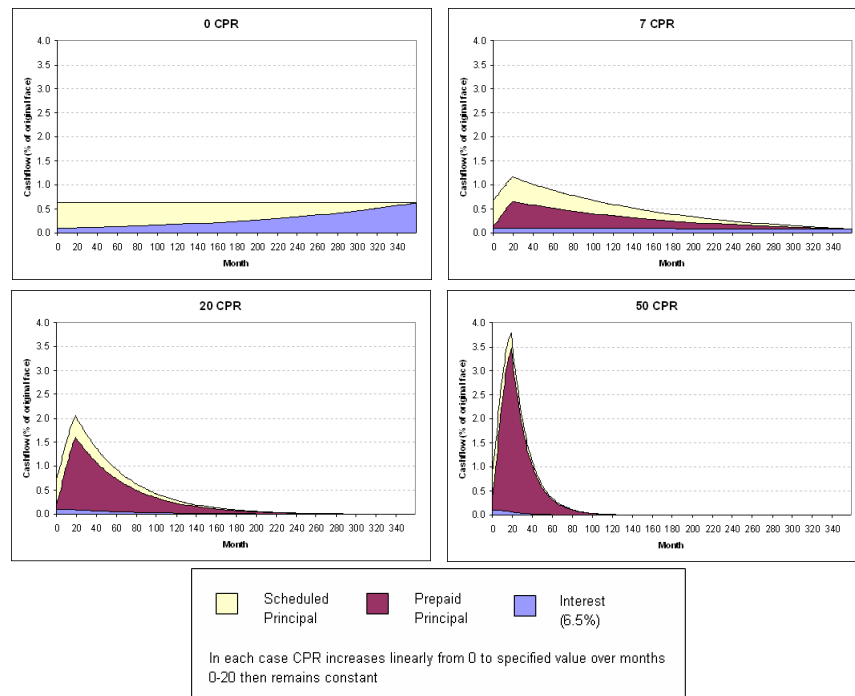 0 CPR
Cashflow (% of original face)
4.0
3.5
3.0
2.5
2.0
1.5
1.0
0.5
0.0
0 20 40 60 80 100 120 140 160 180 200 220 240 260 280 300 320 340
Month
7 CPR
Cashflow (% of original face)
4.0
3.5
3.0
2.5
2.0
1.5
1.0
0.5
0.0
0 20 40 60 80 100 120 140 160 180 200 220 240 260 280 300 320 340
Month
20 CPR
Cashflow (% of original face)
4.0
3.5
3.0
2.5
2.0
1.5
1.0
0.5
0.0
0 20 40 60 80 100 120 140 160 180 200 220 240 260 280 300 320 340
Month
50 CPR
Cashflow (% of original face)
4.0
3.5
3.0
2.5
2.0
1.5
1.0
0.5
0.0
0 20 40 60 80 100 120 140 160 180 200 220 240 260 280 300 320 340
Month
Scheduled
Principal
Prepaid
Principal
Interest
(6.5%)
In each case CPR increases linearly from 0 to specified value over months
0-20 then remains constant